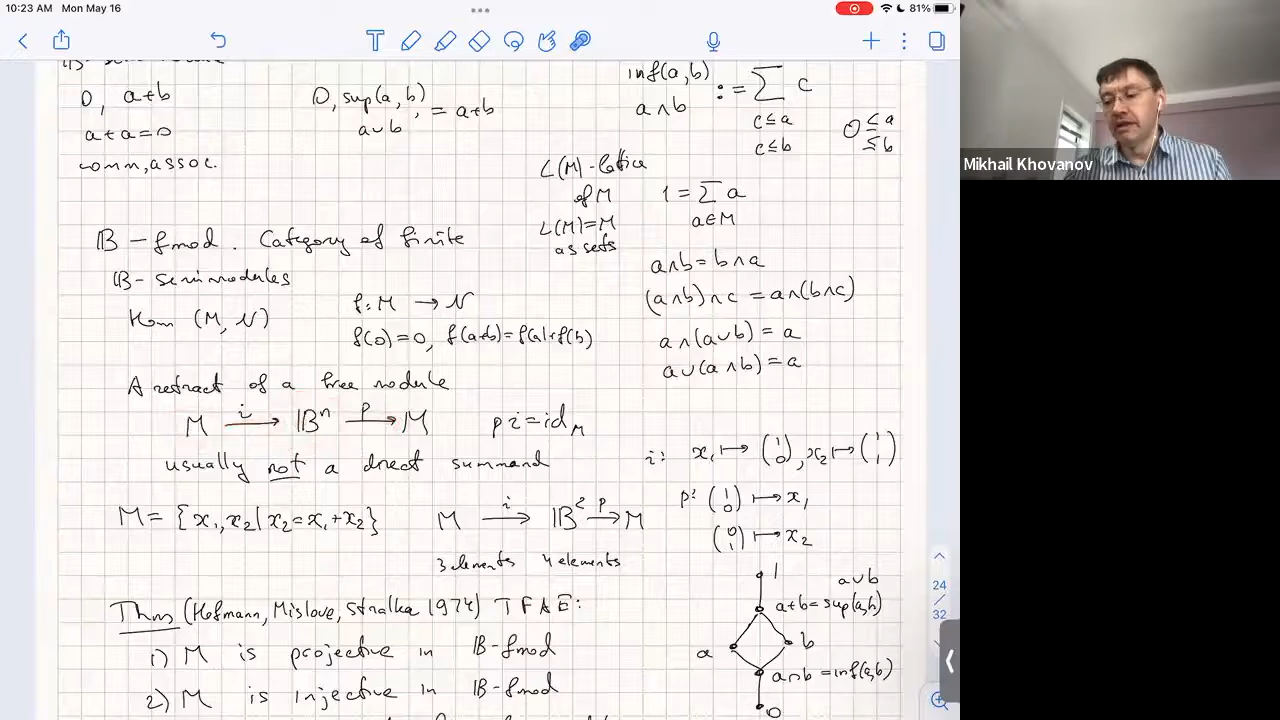 10:23 AM Mon May 16
81%
Mikhail Khovanov
0, a+b
a+a=0
comm, assoc.
0, sup(a,b) = a+b
a∪b
inf(a,b)
a∧b := ∑ c
c≤a
c≤b
0 ≤ a
≤ b
L(M) - lattice
of M
L(M)=M
as sets
1 = ∑ a
a∈M
a∧b = b∧a
(a∧b)∧c = a∧(b∧c)
a∧(a∪b) = a
a∪(a∧b) = a
𝔹-fmod. Category of finite
𝔹-semimodules
Hom (M, N)
f: M → N
f(0)=0, f(a+b)=f(a)+f(b)
A retract of a free module
M →i 𝔹ⁿ →p M pi = id_M
usually not a direct summand
i: x₁ ↦ (1 0), x₂ ↦ (1 1)
p: (1 0) ↦ x₁
(0 1) ↦ x₂
M = {x₁, x₂ | x₂ = x₁+x₂} M →i 𝔹² →p M
3 elements 4 elements
Thm (Hofmann, Mislove, Stralka 1974) TFAE:
1) M is projective in 𝔹-fmod
2) M is injective in 𝔹-fmod
1
a∪b
a+b = sup(a,b)
a
b
a∧b = inf(a,b)
0
24
/
32